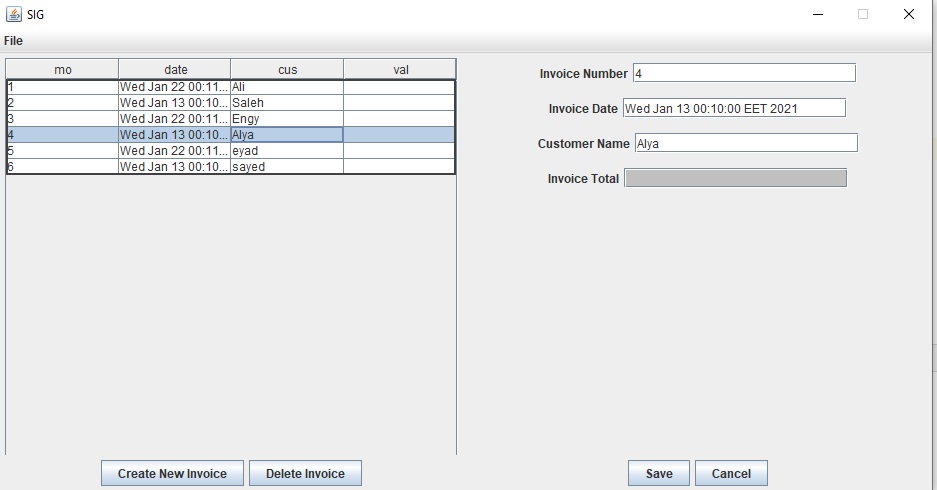 SIG
File
mo date cus val
1 Wed Jan 22 00:11... Ali
2 Wed Jan 13 00:10... Saleh
3 Wed Jan 22 00:11... Engy
4 Wed Jan 13 00:10... Alya
5 Wed Jan 22 00:11... eyad
6 Wed Jan 13 00:10... sayed
Invoice Number 4
Invoice Date Wed Jan 13 00:10:00 EET 2021
Customer Name Alya
Invoice Total
Create New Invoice Delete Invoice Save Cancel